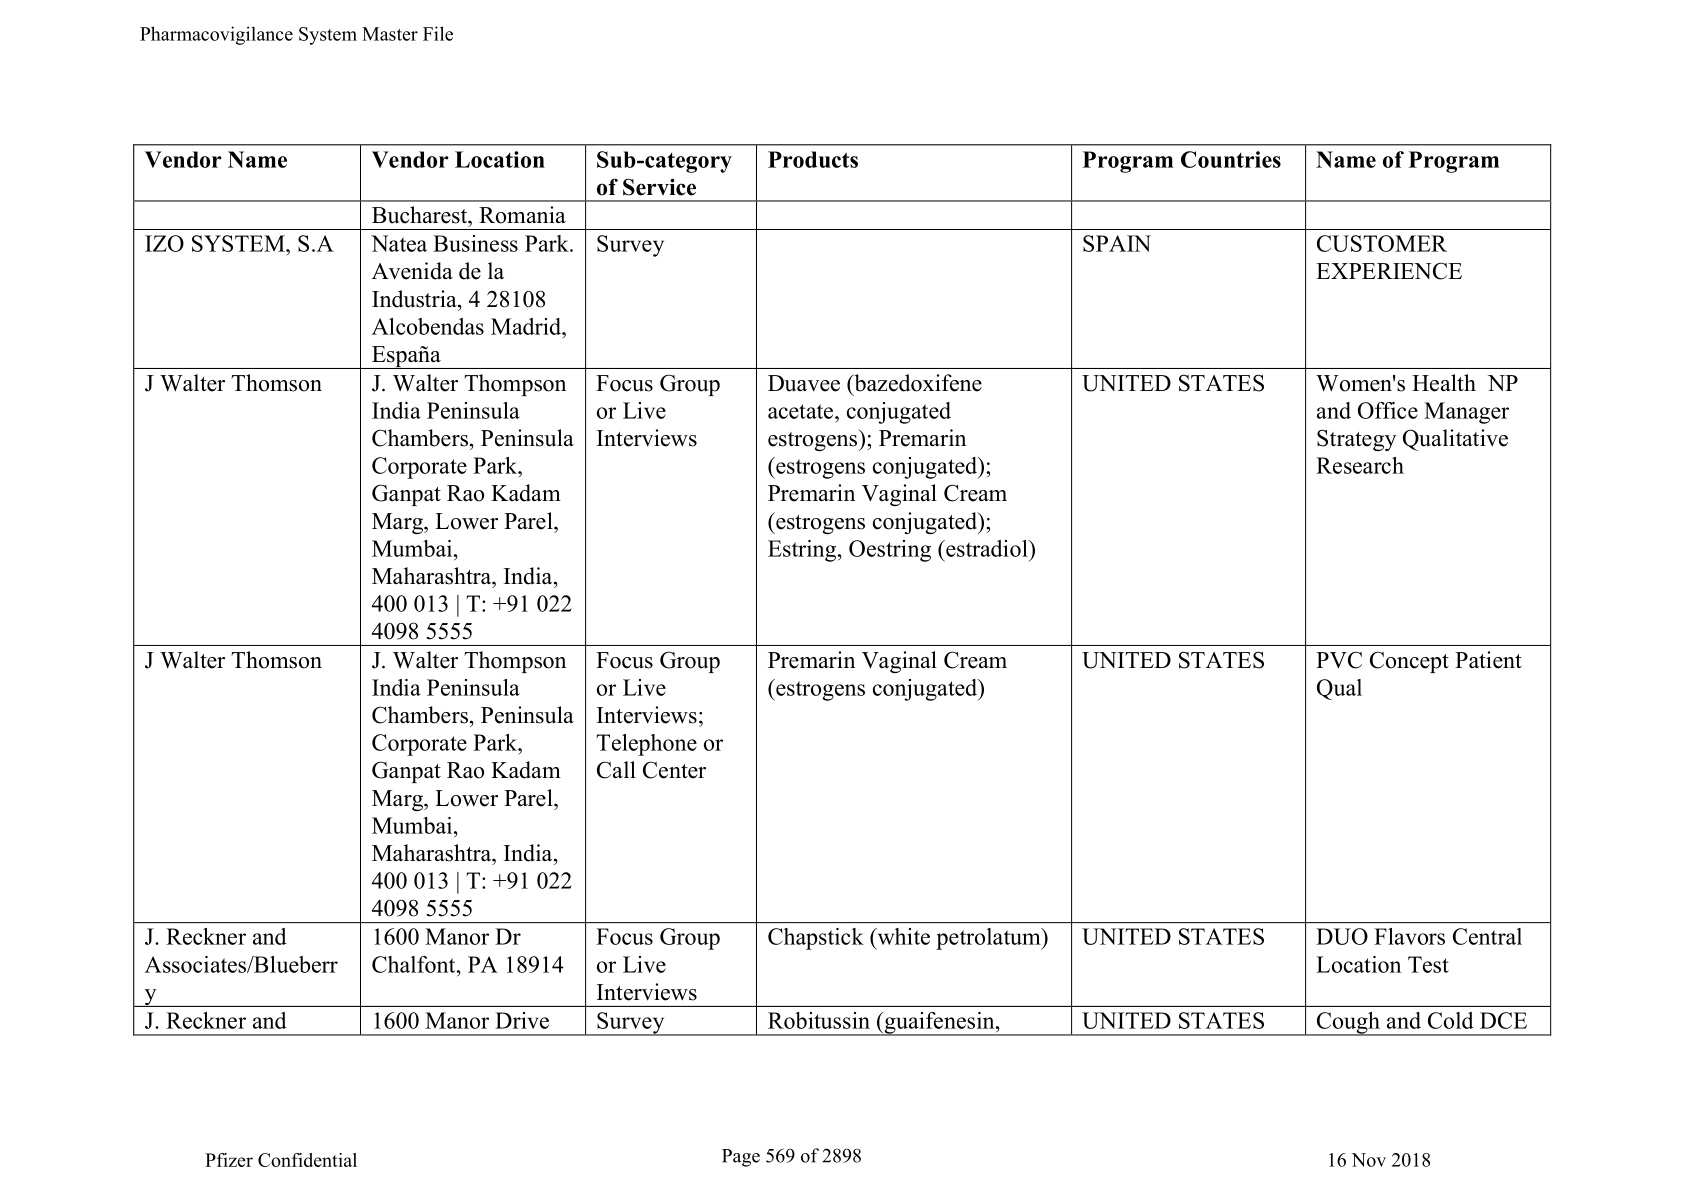 Pharmacovigilance System Master File
Vendor Name
Vendor Location
Sub-category
of Service
Products
Program Countries
Name of Program
Bucharest, Romania
IZO SYSTEM, S.A
Natea Business Park.
Avenida de la
Industria, 4 28108
Alcobendas Madrid,
España
Survey
SPAIN
CUSTOMER
EXPERIENCE
J Walter Thomson
J. Walter Thompson
India Peninsula
Chambers, Peninsula
Corporate Park,
Ganpat Rao Kadam
Marg, Lower Parel,
Mumbai,
Maharashtra, India,
400 013 | T: +91 022
4098 5555
Focus Group
or Live
Interviews
Duavee (bazedoxifene
acetate, conjugated
estrogens); Premarin
(estrogens conjugated);
Premarin Vaginal Cream
(estrogens conjugated);
Estring, Oestring (estradiol)
UNITED STATES
Women's Health  NP
and Office Manager
Strategy Qualitative
Research
J Walter Thomson
J. Walter Thompson
India Peninsula
Chambers, Peninsula
Corporate Park,
Ganpat Rao Kadam
Marg, Lower Parel,
Mumbai,
Maharashtra, India,
400 013 | T: +91 022
4098 5555
Focus Group
or Live
Interviews;
Telephone or
Call Center
Premarin Vaginal Cream
(estrogens conjugated)
UNITED STATES
PVC Concept Patient
Qual
J. Reckner and
Associates/Blueberr
y
1600 Manor Dr
Chalfont, PA 18914
Focus Group
or Live
Interviews
Chapstick (white petrolatum)
UNITED STATES
DUO Flavors Central
Location Test
J. Reckner and
1600 Manor Drive
Survey
Robitussin (guaifenesin,
UNITED STATES
Cough and Cold DCE
Pfizer Confidential
Page 569 of 2898
16 Nov 2018